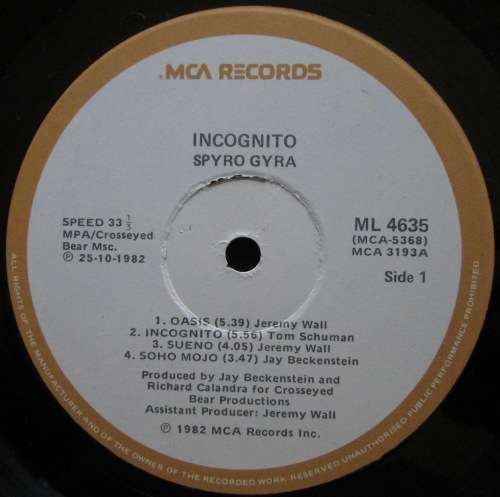 MCA RECORDS
INCOGNITO
SPYRO GYRA
SPEED 33 1/3
MPA/Crosseyed
Bear Msc.
℗ 25-10-1982
ML 4635
(MCA-5368)
MCA 3193A
Side 1
1. OASIS (5.39) Jeremy Wall
2. INCOGNITO (5.56) Tom Schuman
3. SUENO (4.05) Jeremy Wall
4. SOHO MOJO (3.47) Jay Beckenstein
Produced by Jay Beckenstein and
Richard Calandra for Crosseyed
Bear Productions
Assistant Producer: Jeremy Wall
℗ 1982 MCA Records Inc.
ALL RIGHTS OF THE MANUFACTURER AND OF THE OWNER OF THE RECORDED WORK RESERVED UNAUTHORISED PUBLIC PERFORMANCE PROHIBITED